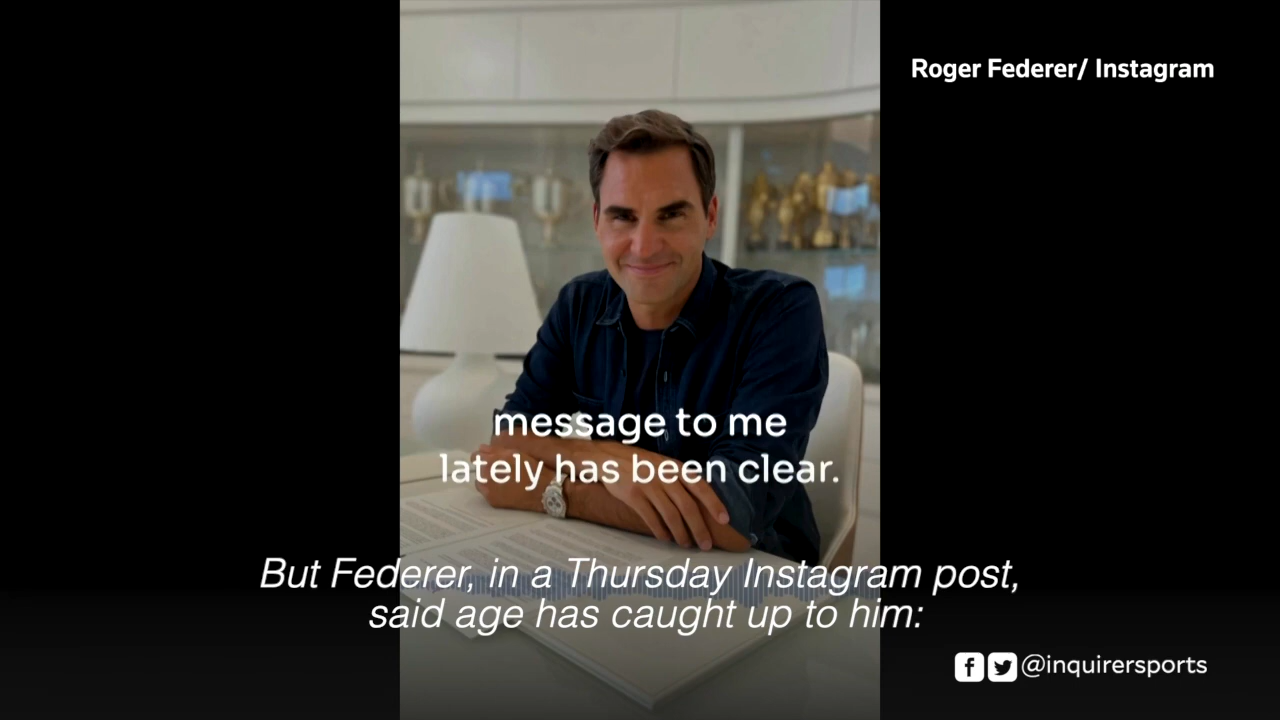 Roger Federer/ Instagram
message to me
lately has been clear.
But Federer, in a Thursday Instagram post,
said age has caught up to him:
@inquirersports